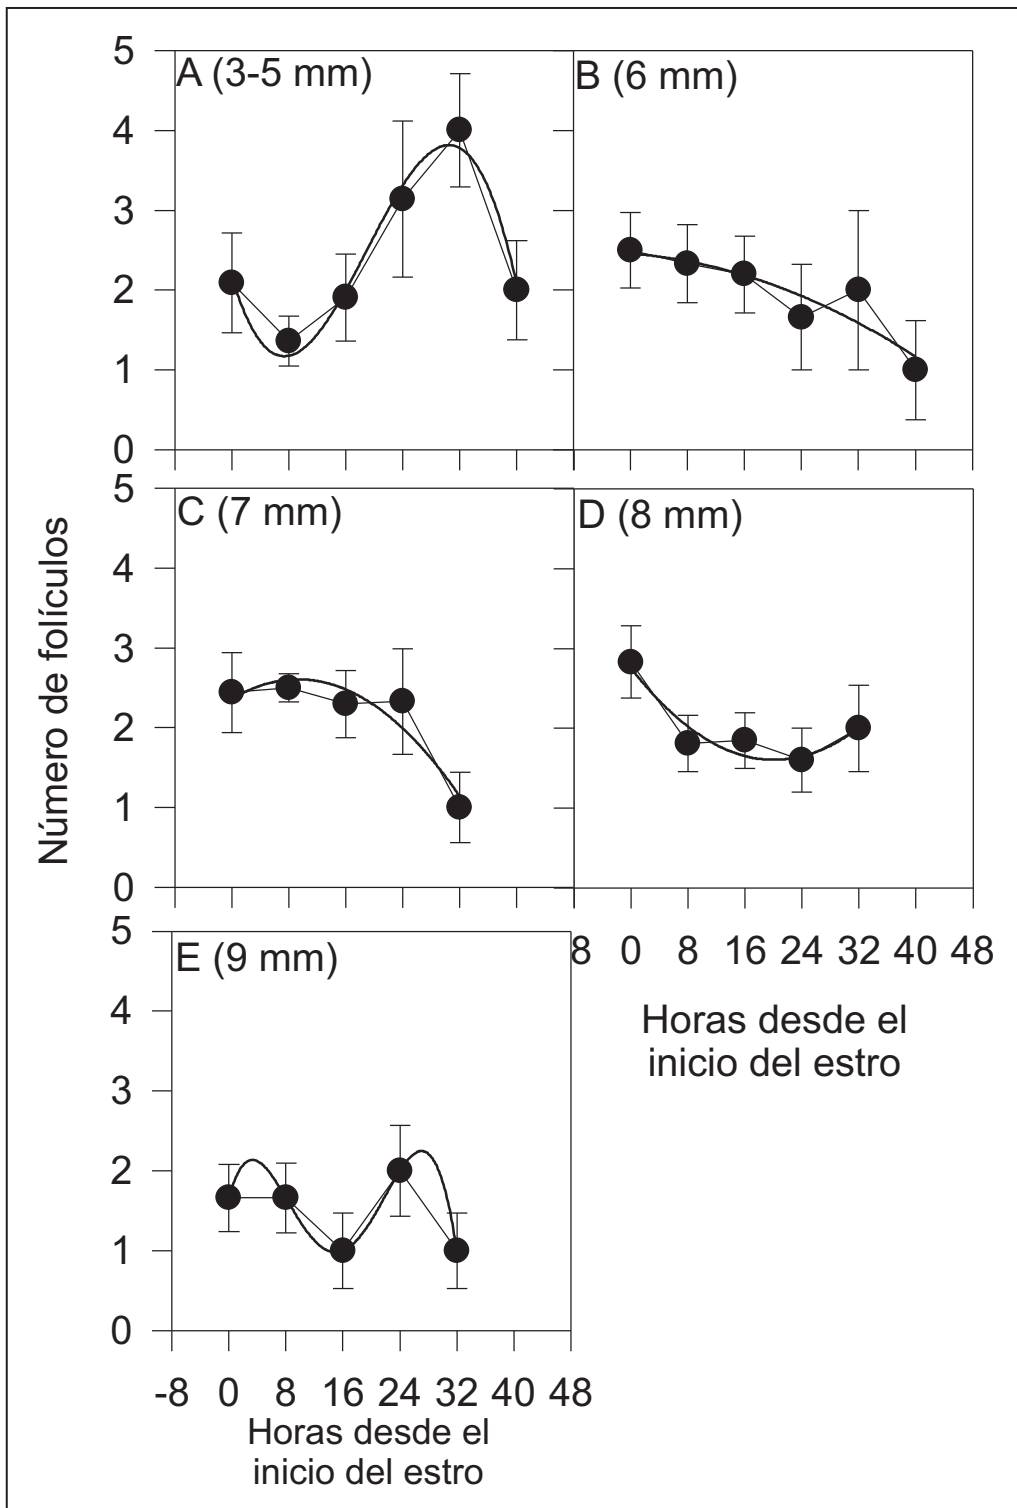 Número de folículos
A (3-5 mm)
5
4
3
2
1
0
B (6 mm)
C (7 mm)
5
4
3
2
1
0
D (8 mm)
8 0 8 16 24 32 40 48
Horas desde el
inicio del estro
E (9 mm)
5
4
3
2
1
0
-8 0 8 16 24 32 40 48
Horas desde el
inicio del estro